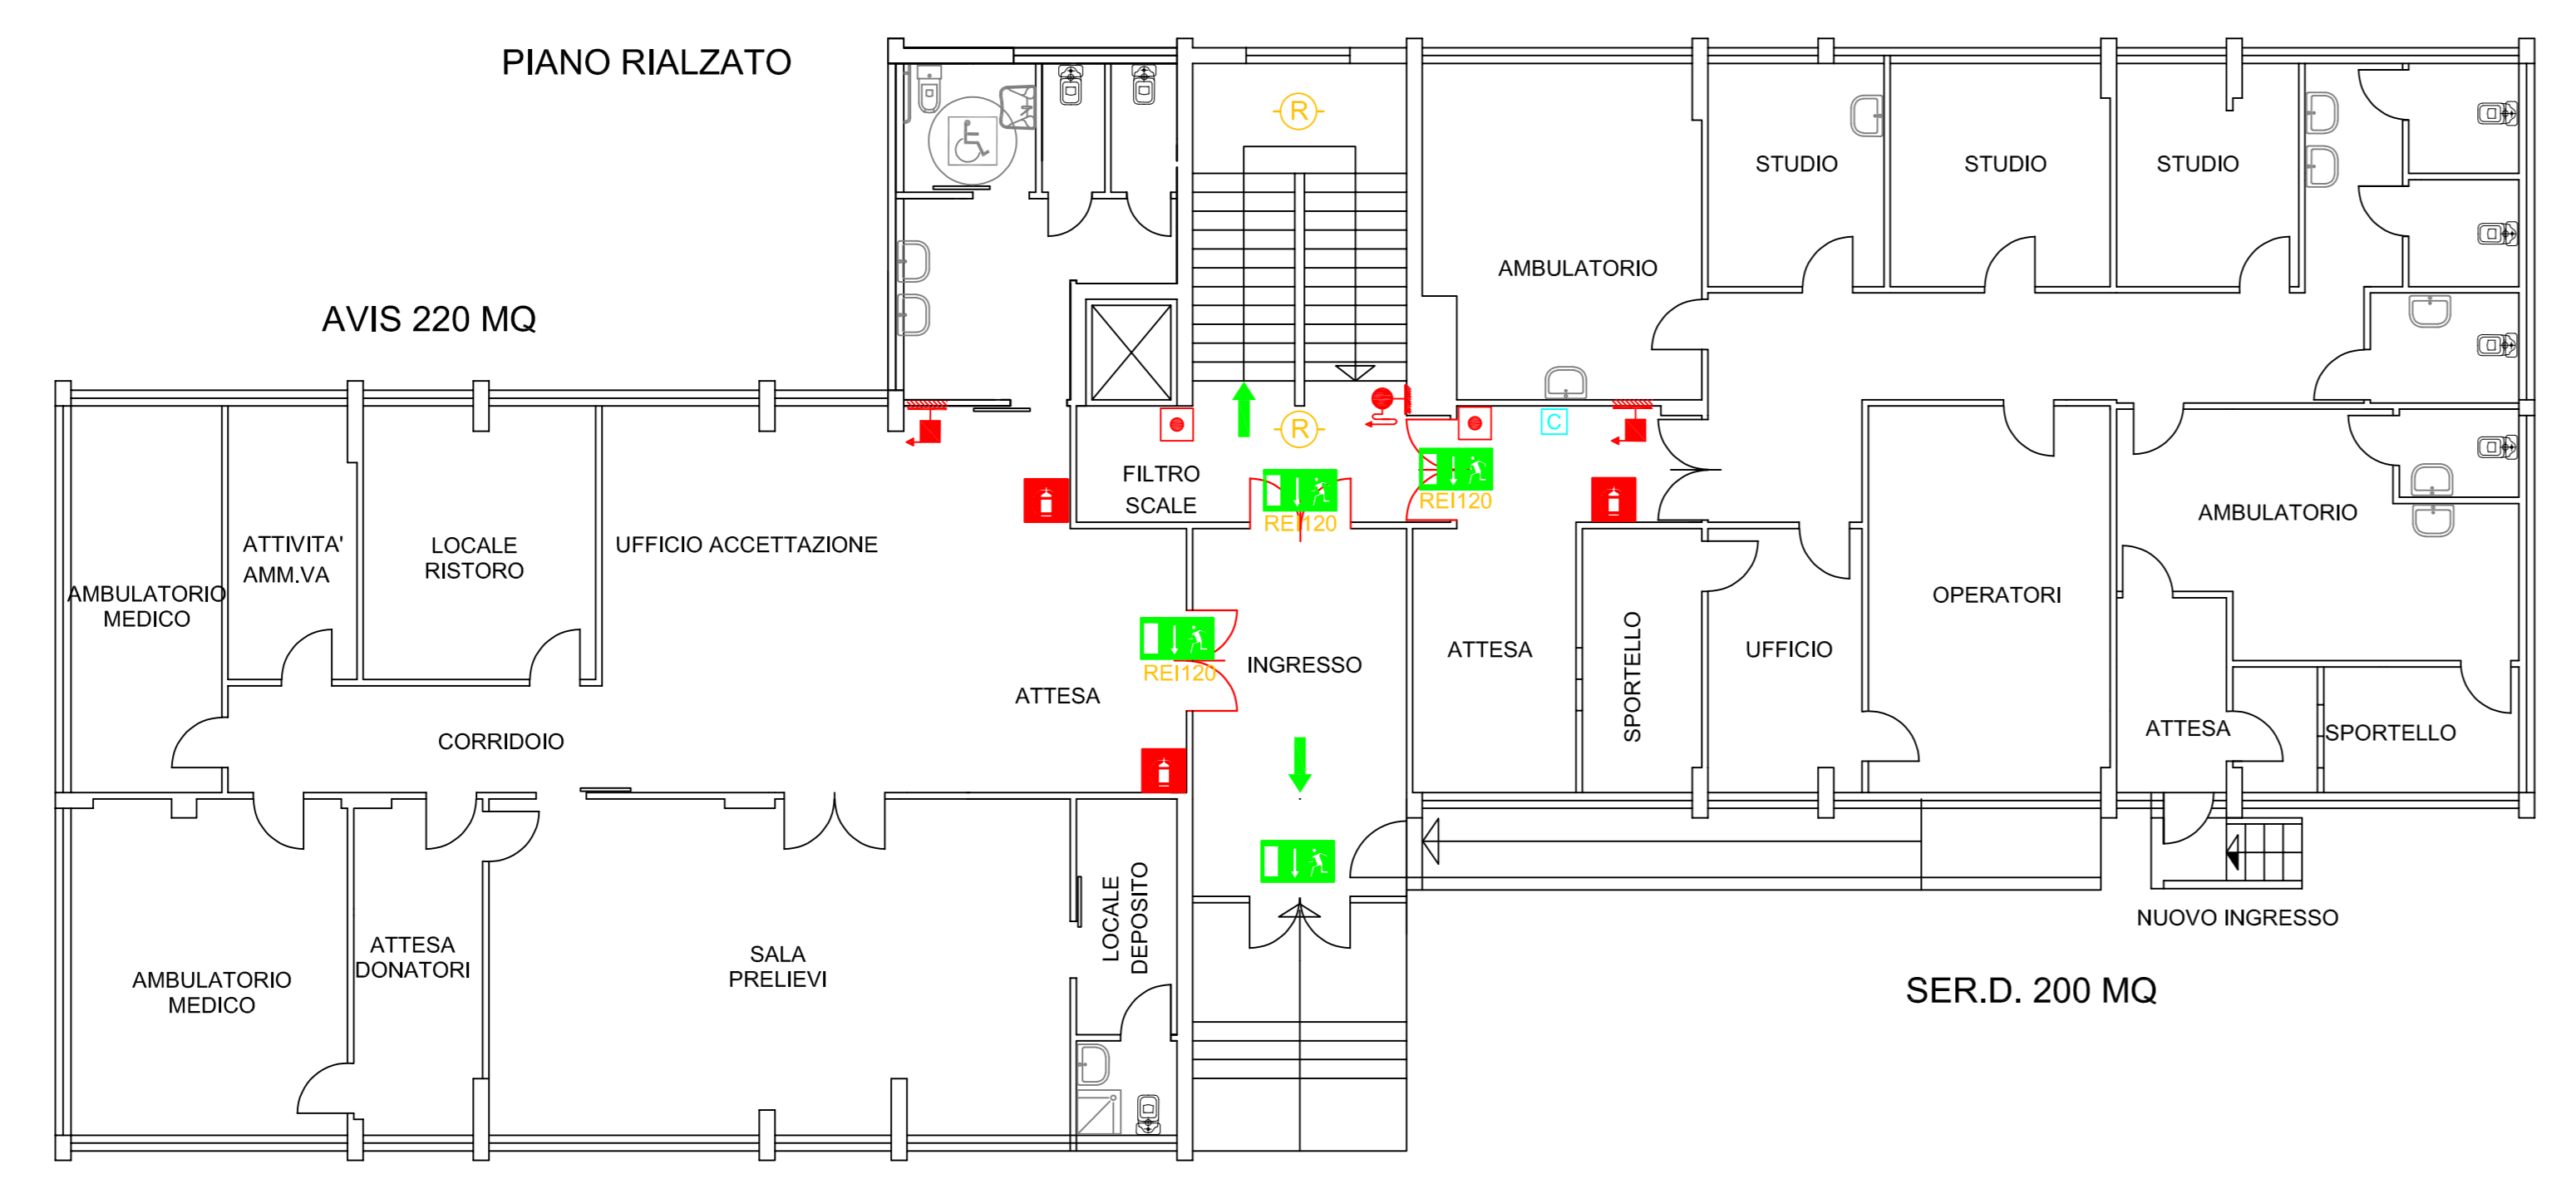 PIANO RIALZATO
R
STUDIO
STUDIO
STUDIO
AMBULATORIO
AVIS 220 MQ
R
C
FILTRO
SCALE
REI120
REI120
AMBULATORIO
ATTIVITA'
AMM.VA
LOCALE
RISTORO
UFFICIO ACCETTAZIONE
AMBULATORIO
MEDICO
OPERATORI
REI120
INGRESSO
ATTESA
SPORTELLO
UFFICIO
ATTESA
CORRIDOIO
ATTESA
SPORTELLO
LOCALE
DEPOSITO
NUOVO INGRESSO
ATTESA
DONATORI
SALA
PRELIEVI
AMBULATORIO
MEDICO
SER.D. 200 MQ